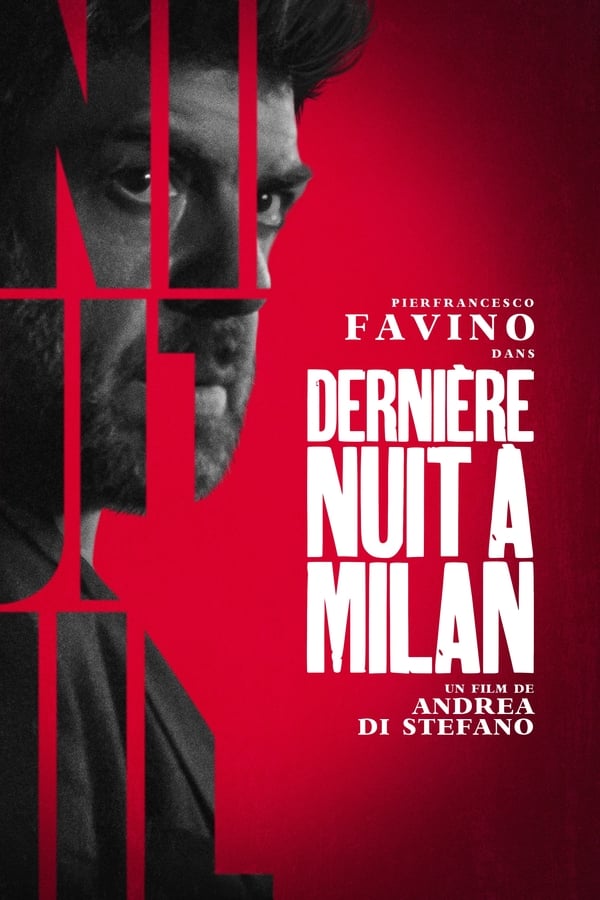 PIERFRANCESCO
FAVINO
DANS
DERNIÈRE
NUIT À
MILAN
UN FILM DE
ANDREA
DI STEFANO